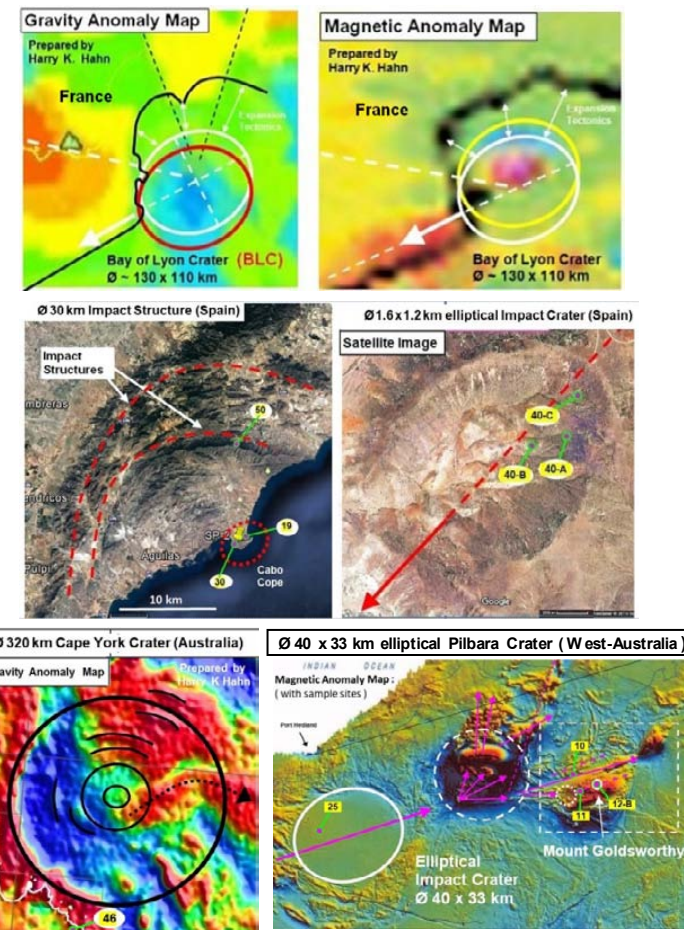 Gravity Anomaly Map
Prepared by
Harry K. Hahn
France
Expansion
Tectonics
Bay of Lyon Crater (BLC)
Ø ~ 130 x 110 km
Magnetic Anomaly Map
Prepared by
Harry K. Hahn
France
Expansion
Tectonics
Bay of Lyon Crater
Ø ~ 130 x 110 km
Ø 30 km Impact Structure (Spain)
Impact
Structures
mbreras
50
endricos
19
Aguilas
Pulpi
30
Cabo
Cope
10 km
Ø1.6 x 1.2 km elliptical Impact Crater (Spain)
Satellite Image
40-C
40-B
40-A
Google
Ø 320 km Cape York Crater (Australia)
avity Anomaly Map
Prepared by
Harry K Hahn
46
Ø 40 x 33 km elliptical Pilbara Crater ( West-Australia)
INDIAN OCEAN
Magnetic Anomaly Map :
( with sample sites )
Port Hedland
10
25
11
12-B
Mount Goldsworthy
Elliptical
Impact Crater
Ø 40 x 33 km